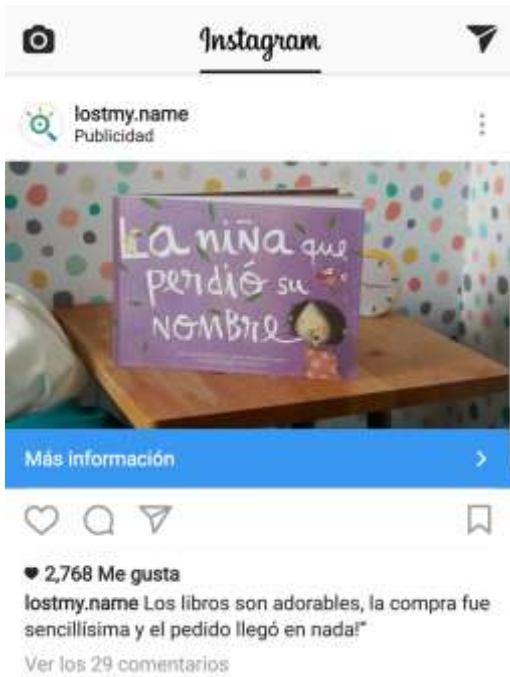 Instagram
lostmy.name
Publicidad
La niña que
perdió su
NOMBRE
Más información
2,768 Me gusta
lostmy.name Los libros son adorables, la compra fue
sencillísima y el pedido llegó en nada!"
Ver los 29 comentarios